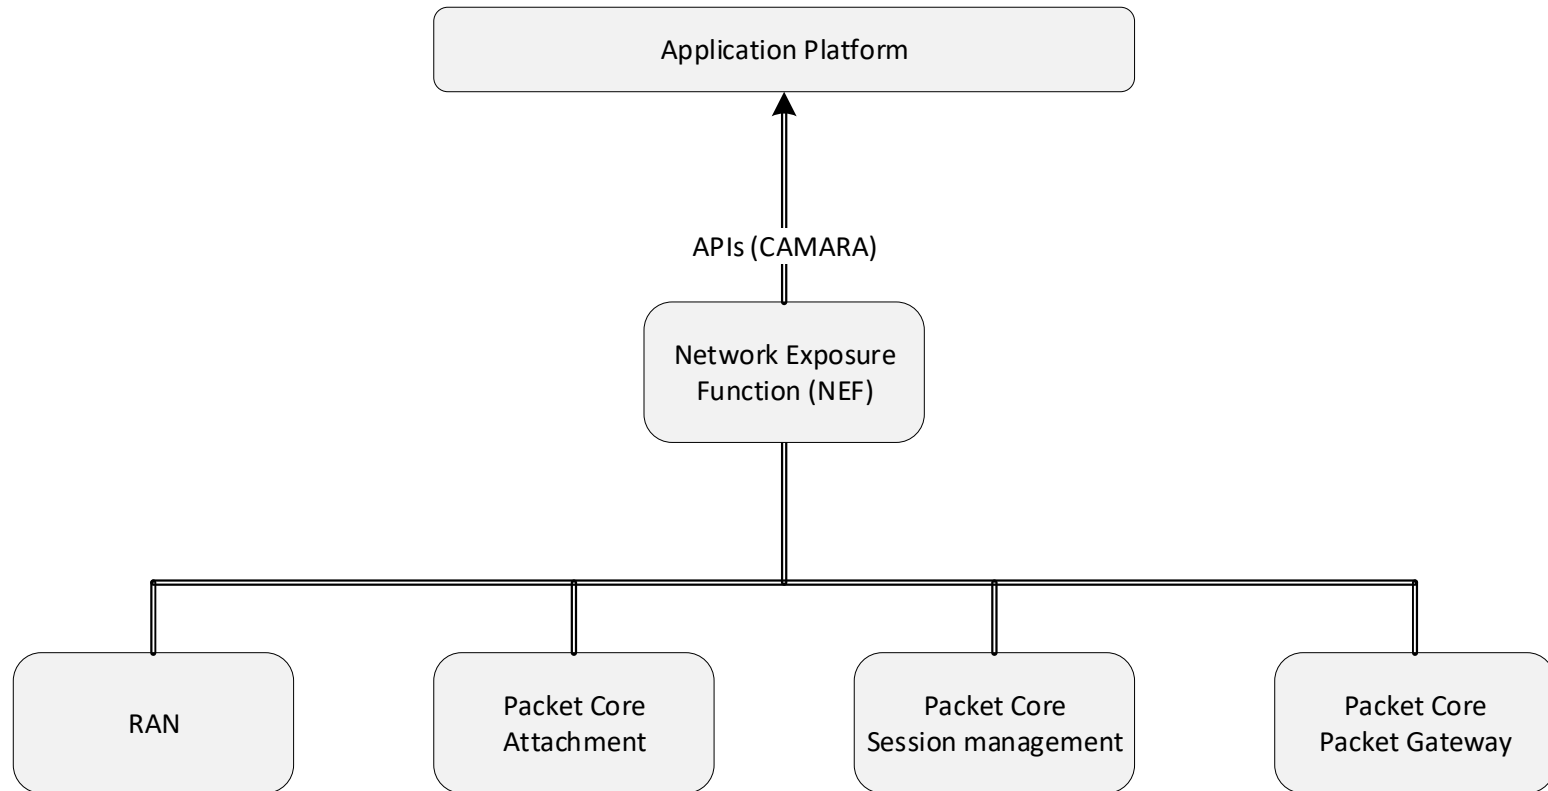 Application Platform
APIs (CAMARA)
Network Exposure
Function (NEF)
RAN
Packet Core
Attachment
Packet Core
Session management
Packet Core
Packet Gateway